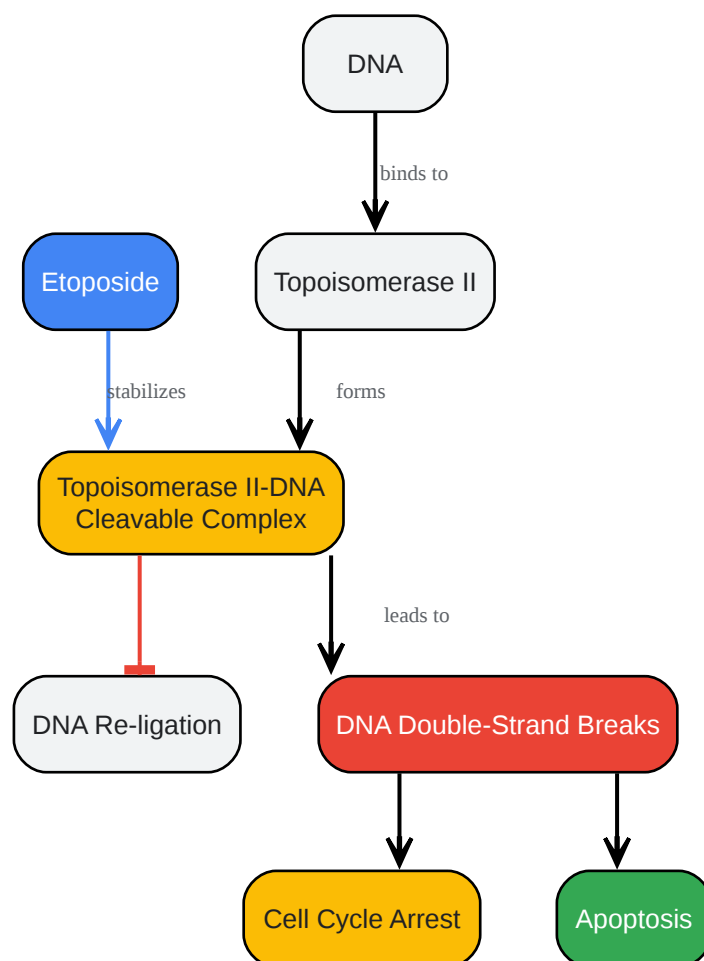 DNA
binds to
Etoposide
Topoisomerase II
stabilizes
forms
Topoisomerase II-DNA
Cleavable Complex
leads to
DNA Re-ligation
DNA Double-Strand Breaks
Cell Cycle Arrest
Apoptosis